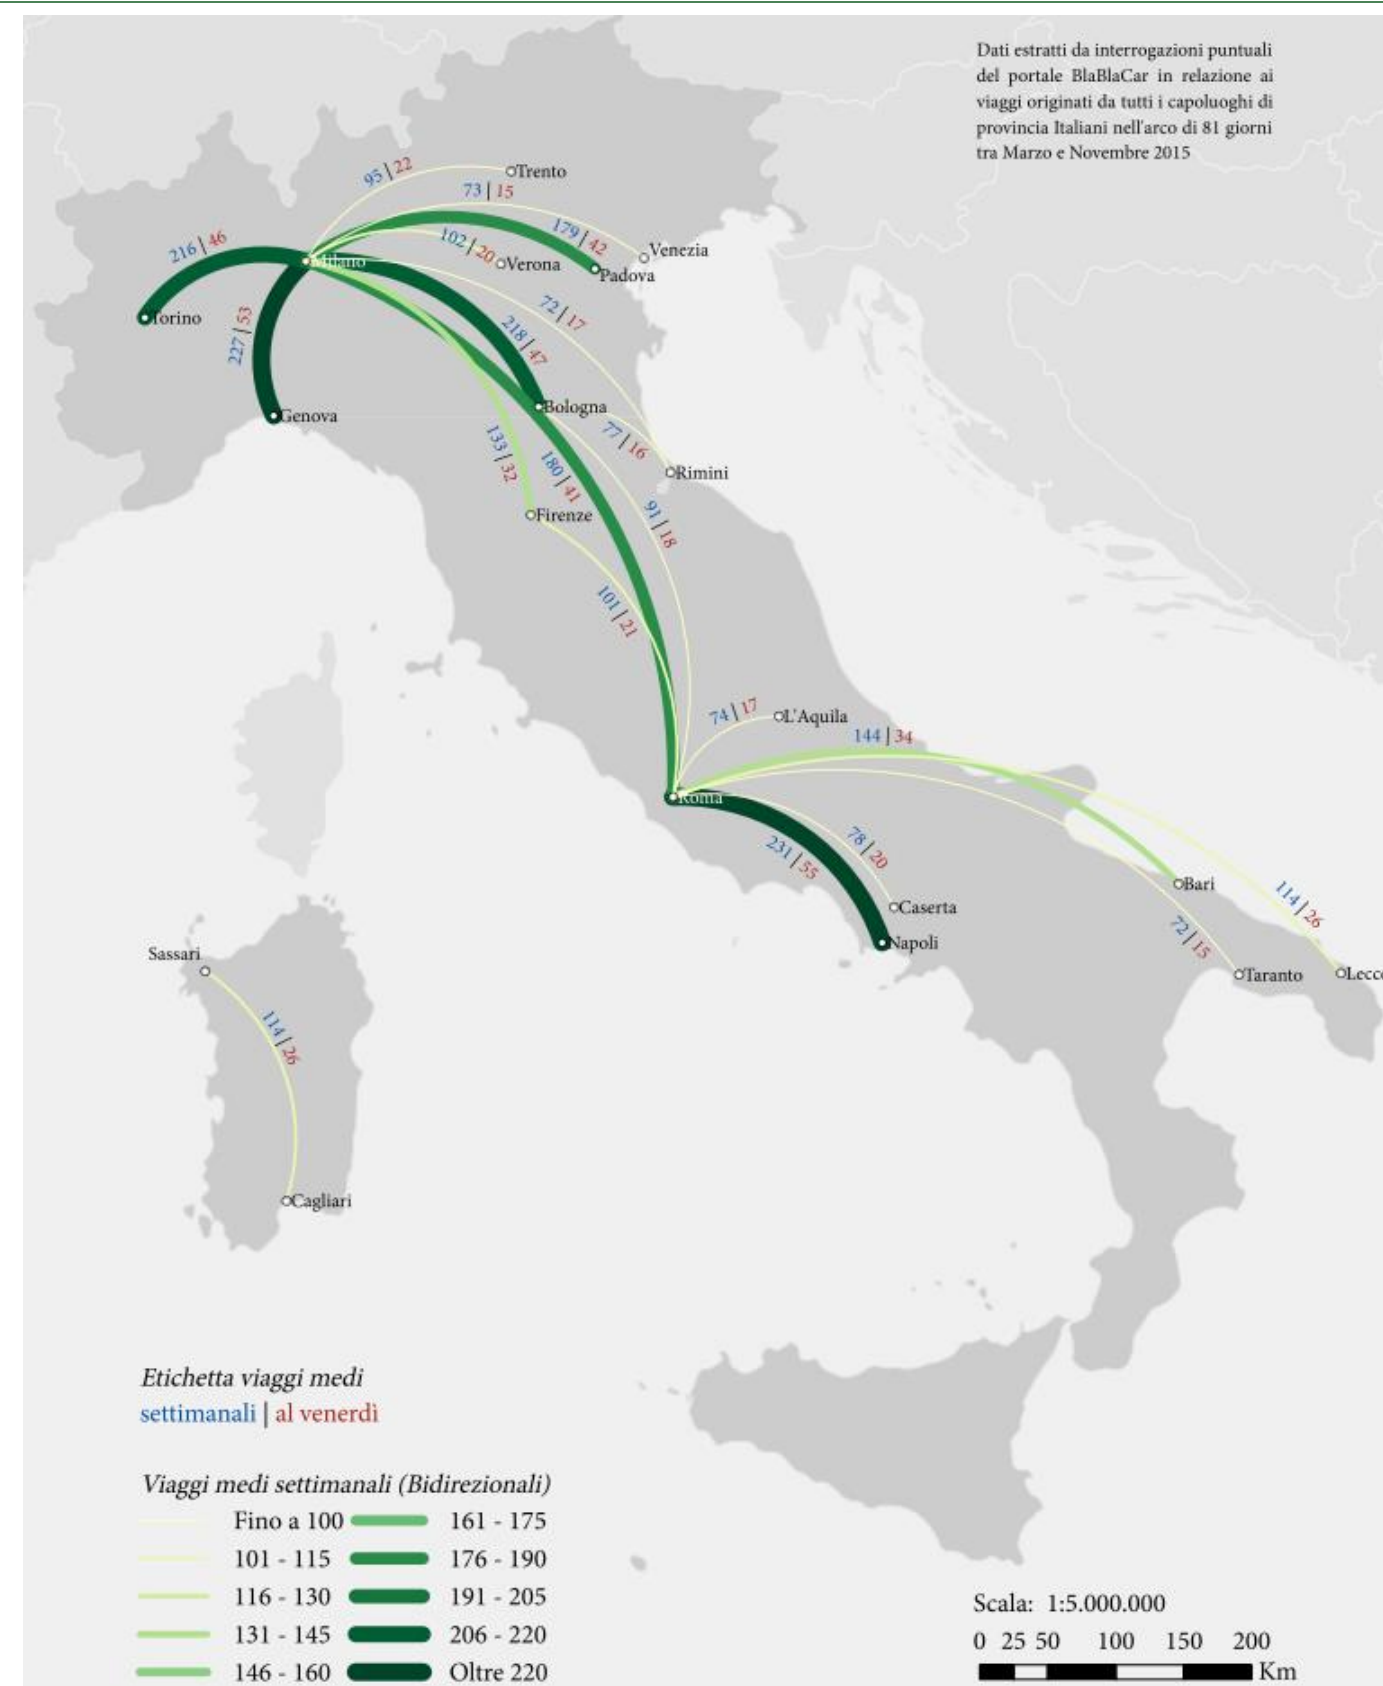 Dati estratti da interrogazioni puntuali
del portale BlaBlaCar in relazione ai
viaggi originati da tutti i capoluoghi di
provincia Italiani nell'arco di 81 giorni
tra Marzo e Novembre 2015
95|22
Trento
73|15
179|42
216|46
102|20
Venezia
Milano
Verona
Padova
72|17
Torino
227|53
218|47
Bologna
Genova
77|16
133|32
180|41
Rimini
Firenze
91|18
101|21
74|17
L'Aquila
144|34
Roma
231|55
78|20
Bari
114|26
Caserta
72|15
Napoli
Sassari
Taranto
Lecce
114|26
Cagliari
Etichetta viaggi medi
settimanali | al venerdì
Viaggi medi settimanali (Bidirezionali)
Fino a 100 161 - 175
101 - 115 176 - 190
116 - 130 191 - 205
131 - 145 206 - 220
146 - 160 Oltre 220
Scala: 1:5.000.000
0 25 50 100 150 200
Km